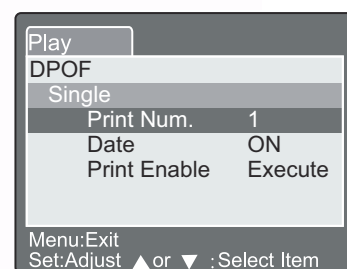 Play
DPOF
Single
Print Num. 1
Date ON
Print Enable Execute
Menu:Exit
Set:Adjust ▲or ▼ :Select Item